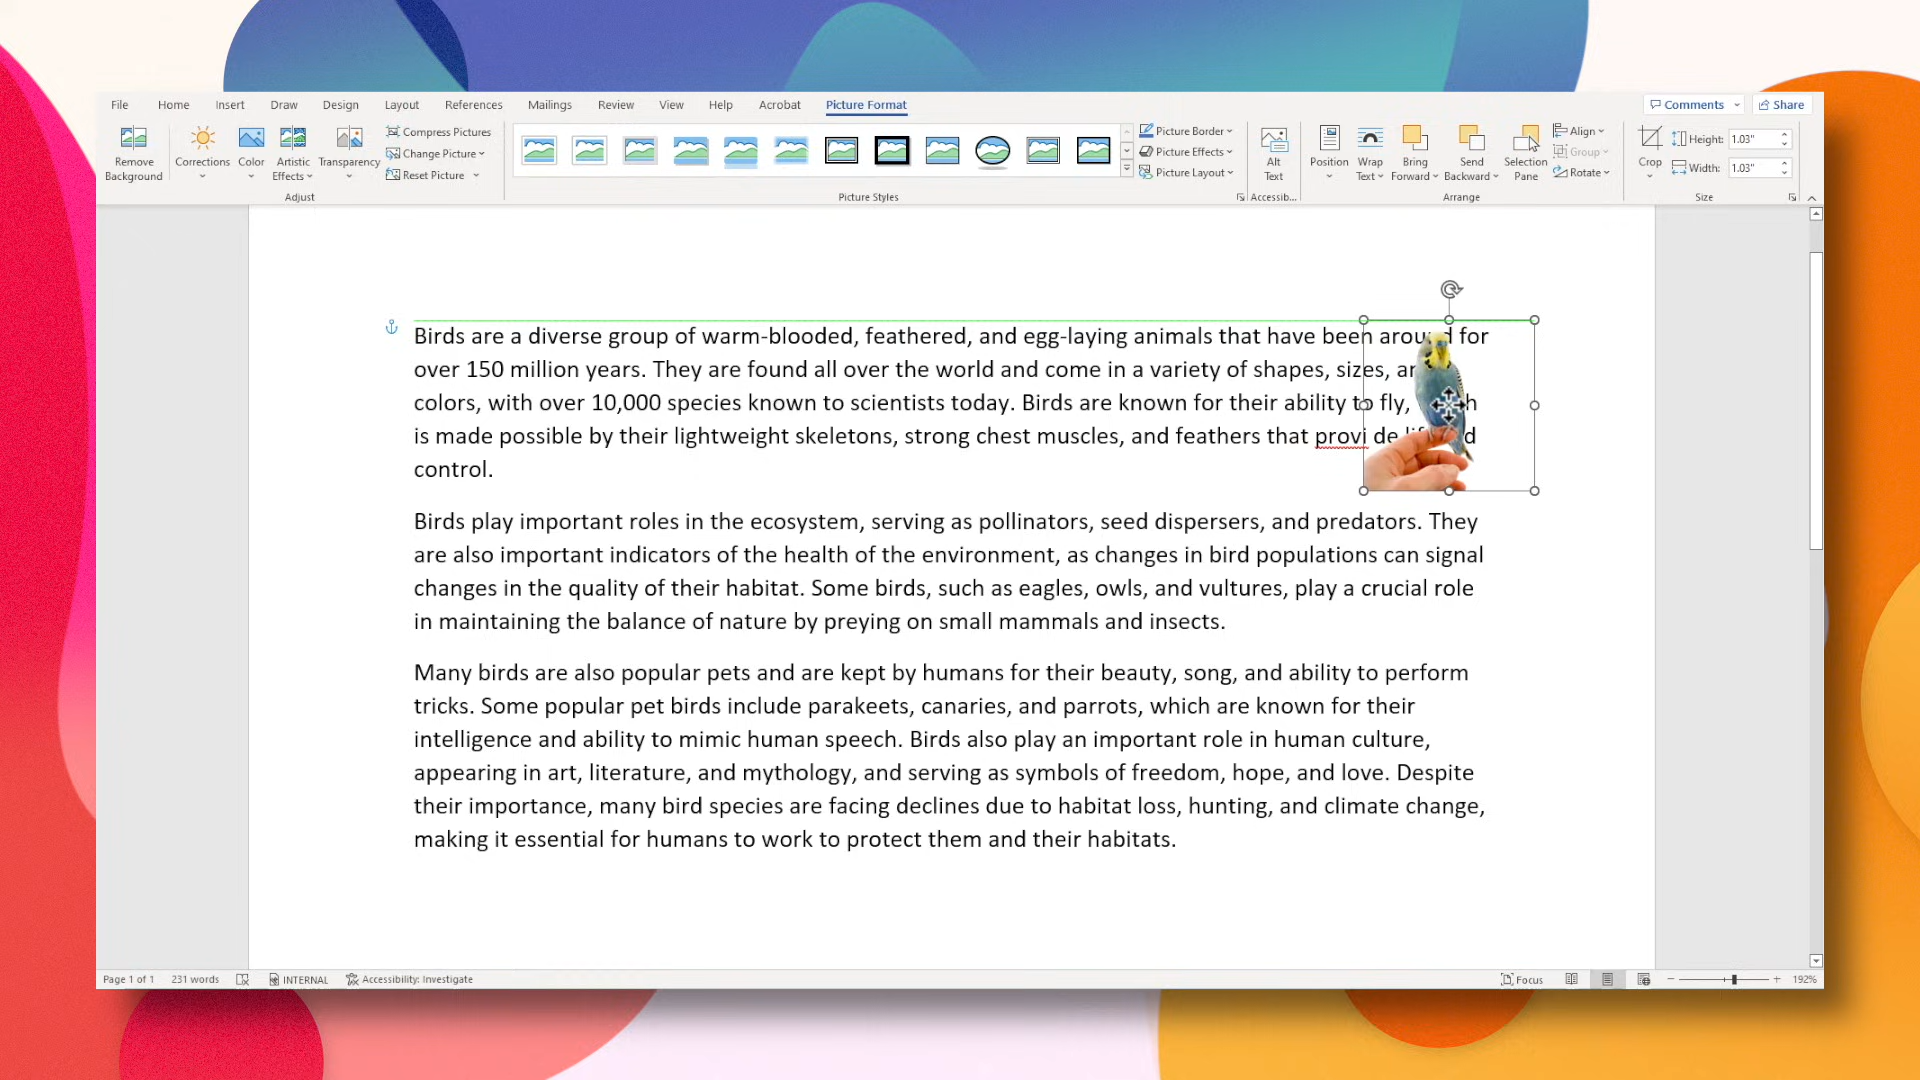 File Home Insert Draw Design Layout References Mailings Review View Help Acrobat Picture Format Comments Share
Remove Background
Corrections
Color
Artistic Effects
Transparency
Compress Pictures
Change Picture
Reset Picture
Adjust
Picture Styles
Picture Border
Picture Effects
Picture Layout
Alt Text
Accessib...
Position
Wrap Text
Bring Forward
Send Backward
Selection Pane
Align
Group
Rotate
Arrange
Crop
Height: 1.03"
Width: 1.03"
Size
Birds are a diverse group of warm-blooded, feathered, and egg-laying animals that have been around for
over 150 million years. They are found all over the world and come in a variety of shapes, sizes,
colors, with over 10,000 species known to scientists today. Birds are known for their ability to fly,
is made possible by their lightweight skeletons, strong chest muscles, and feathers that provi de
control.
Birds play important roles in the ecosystem, serving as pollinators, seed dispersers, and predators. They
are also important indicators of the health of the environment, as changes in bird populations can signal
changes in the quality of their habitat. Some birds, such as eagles, owls, and vultures, play a crucial role
in maintaining the balance of nature by preying on small mammals and insects.
Many birds are also popular pets and are kept by humans for their beauty, song, and ability to perform
tricks. Some popular pet birds include parakeets, canaries, and parrots, which are known for their
intelligence and ability to mimic human speech. Birds also play an important role in human culture,
appearing in art, literature, and mythology, and serving as symbols of freedom, hope, and love. Despite
their importance, many bird species are facing declines due to habitat loss, hunting, and climate change,
making it essential for humans to work to protect them and their habitats.
Page 1 of 1 231 words INTERNAL Accessibility: Investigate Focus 192%